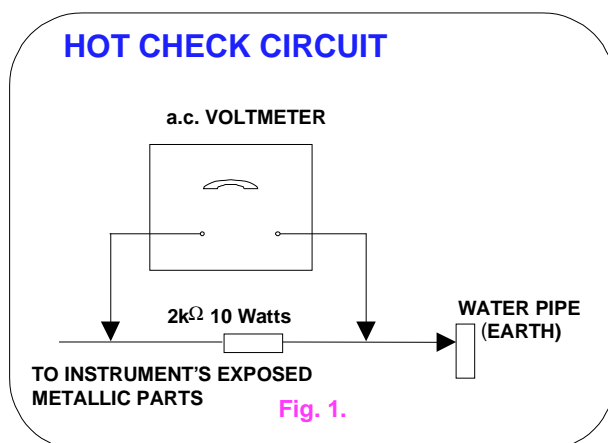 HOT CHECK CIRCUIT
a.c. VOLTMETER
2kΩ 10 Watts
WATER PIPE
(EARTH)
TO INSTRUMENT'S EXPOSED
METALLIC PARTS
Fig. 1.